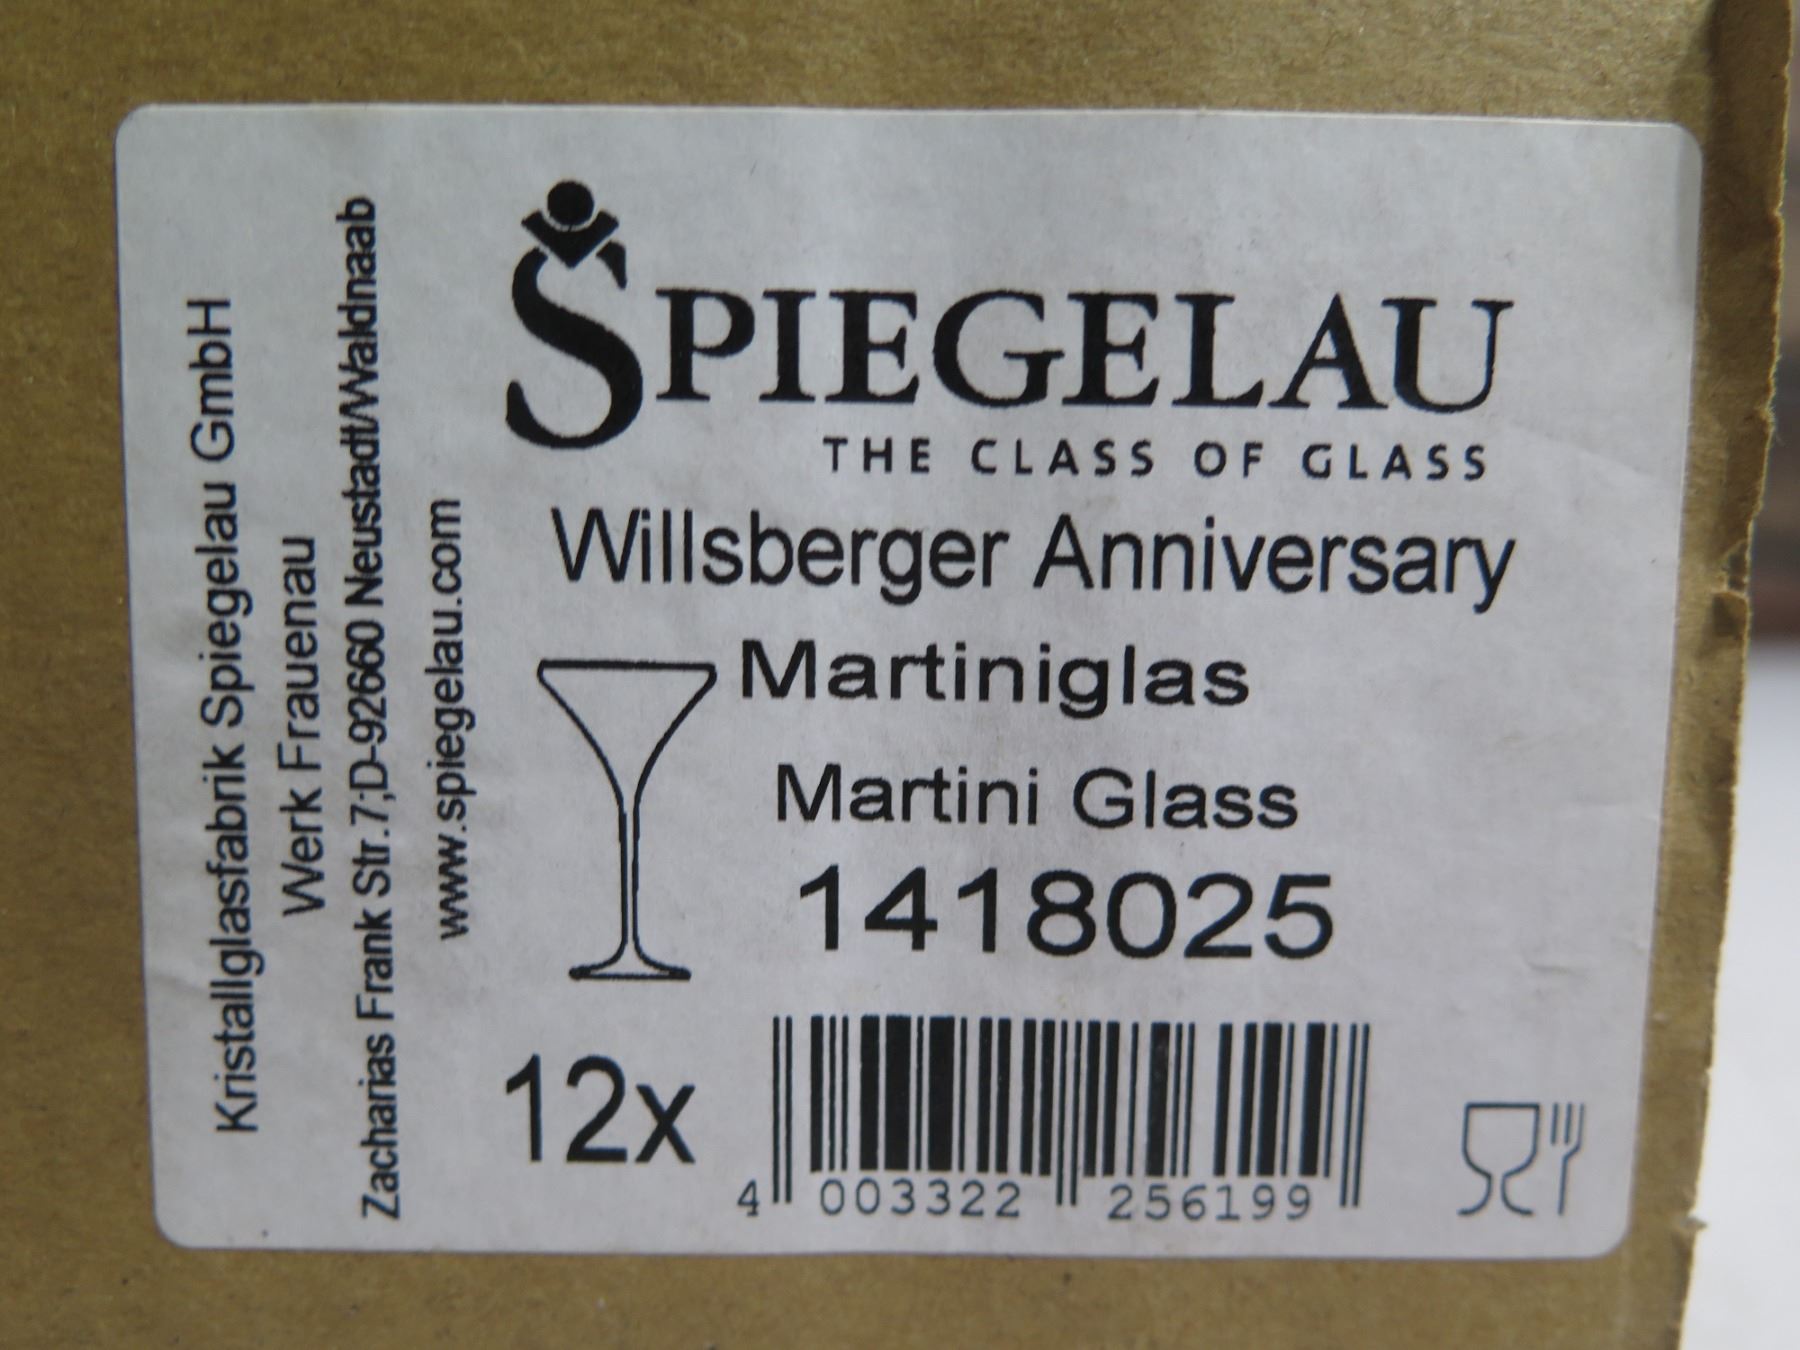 Kristallglasfabrik Spiegelau GmbH
Werk Frauenau
Zacharias Frank Str.7;D-92660 Neustadt/Waldnaab
www.spiegelau.com
SPIEGELAU
THE CLASS OF GLASS
Willsberger Anniversary
Martiniglas
Martini Glass
1418025
12x
4 003322 256199